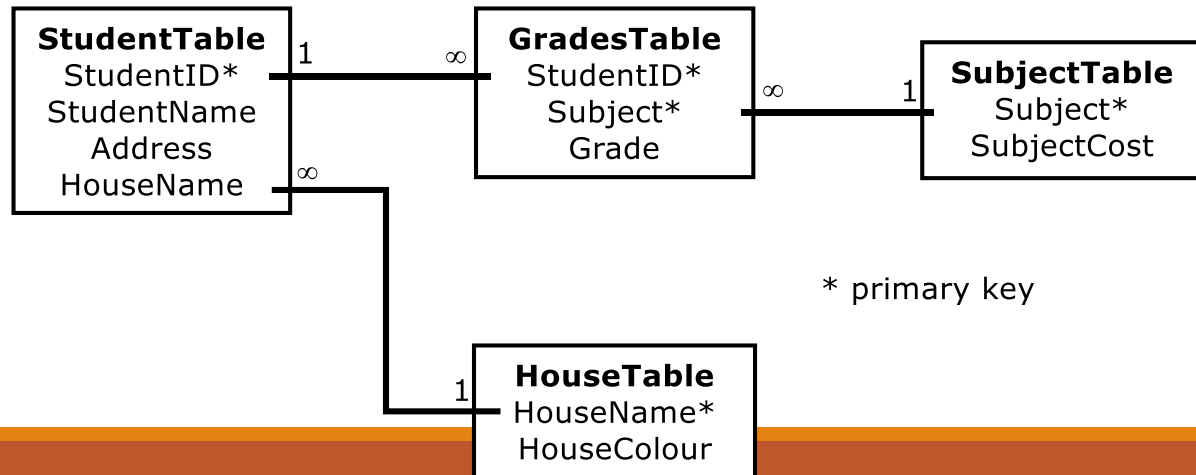 StudentTable
StudentID*
StudentName
Address
HouseName
1
∞
∞
GradesTable
StudentID*
Subject*
Grade
∞
1
SubjectTable
Subject*
SubjectCost
* primary key
1
HouseTable
HouseName*
HouseColour